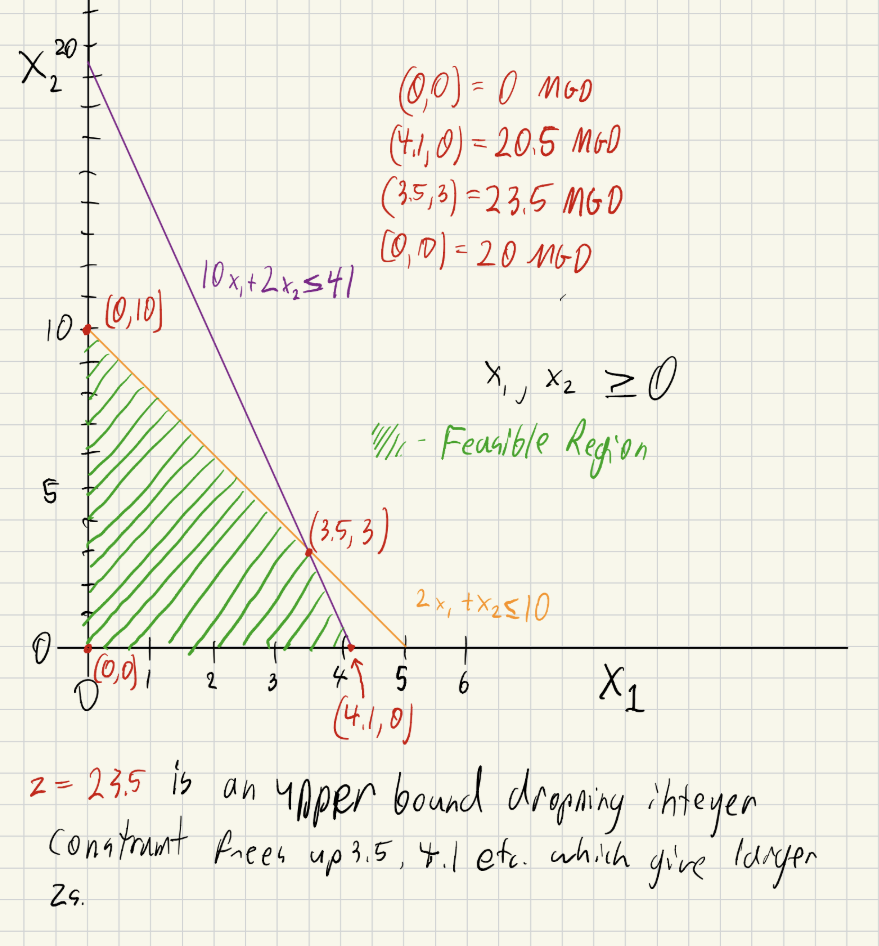 20
X₂
(0,0) = 0 MGD
(4.1, 0) = 20.5 MGD
(3.5, 3) = 23.5 MGD
(0, 10) = 20 MGD
10x₁+2x₂≤41
10
(0, 10)
x₁, x₂ ≥ 0
- Feasible Region
5
(3.5, 3)
2x₁ + x₂ ≤ 10
0
(0,0)
0 1 2 3 4 5 6
X₁
(4.1, 0)
z = 23.5 is an upper bound dropping integer
constraint frees up 3.5, 4.1 etc. which give larger
Zs.